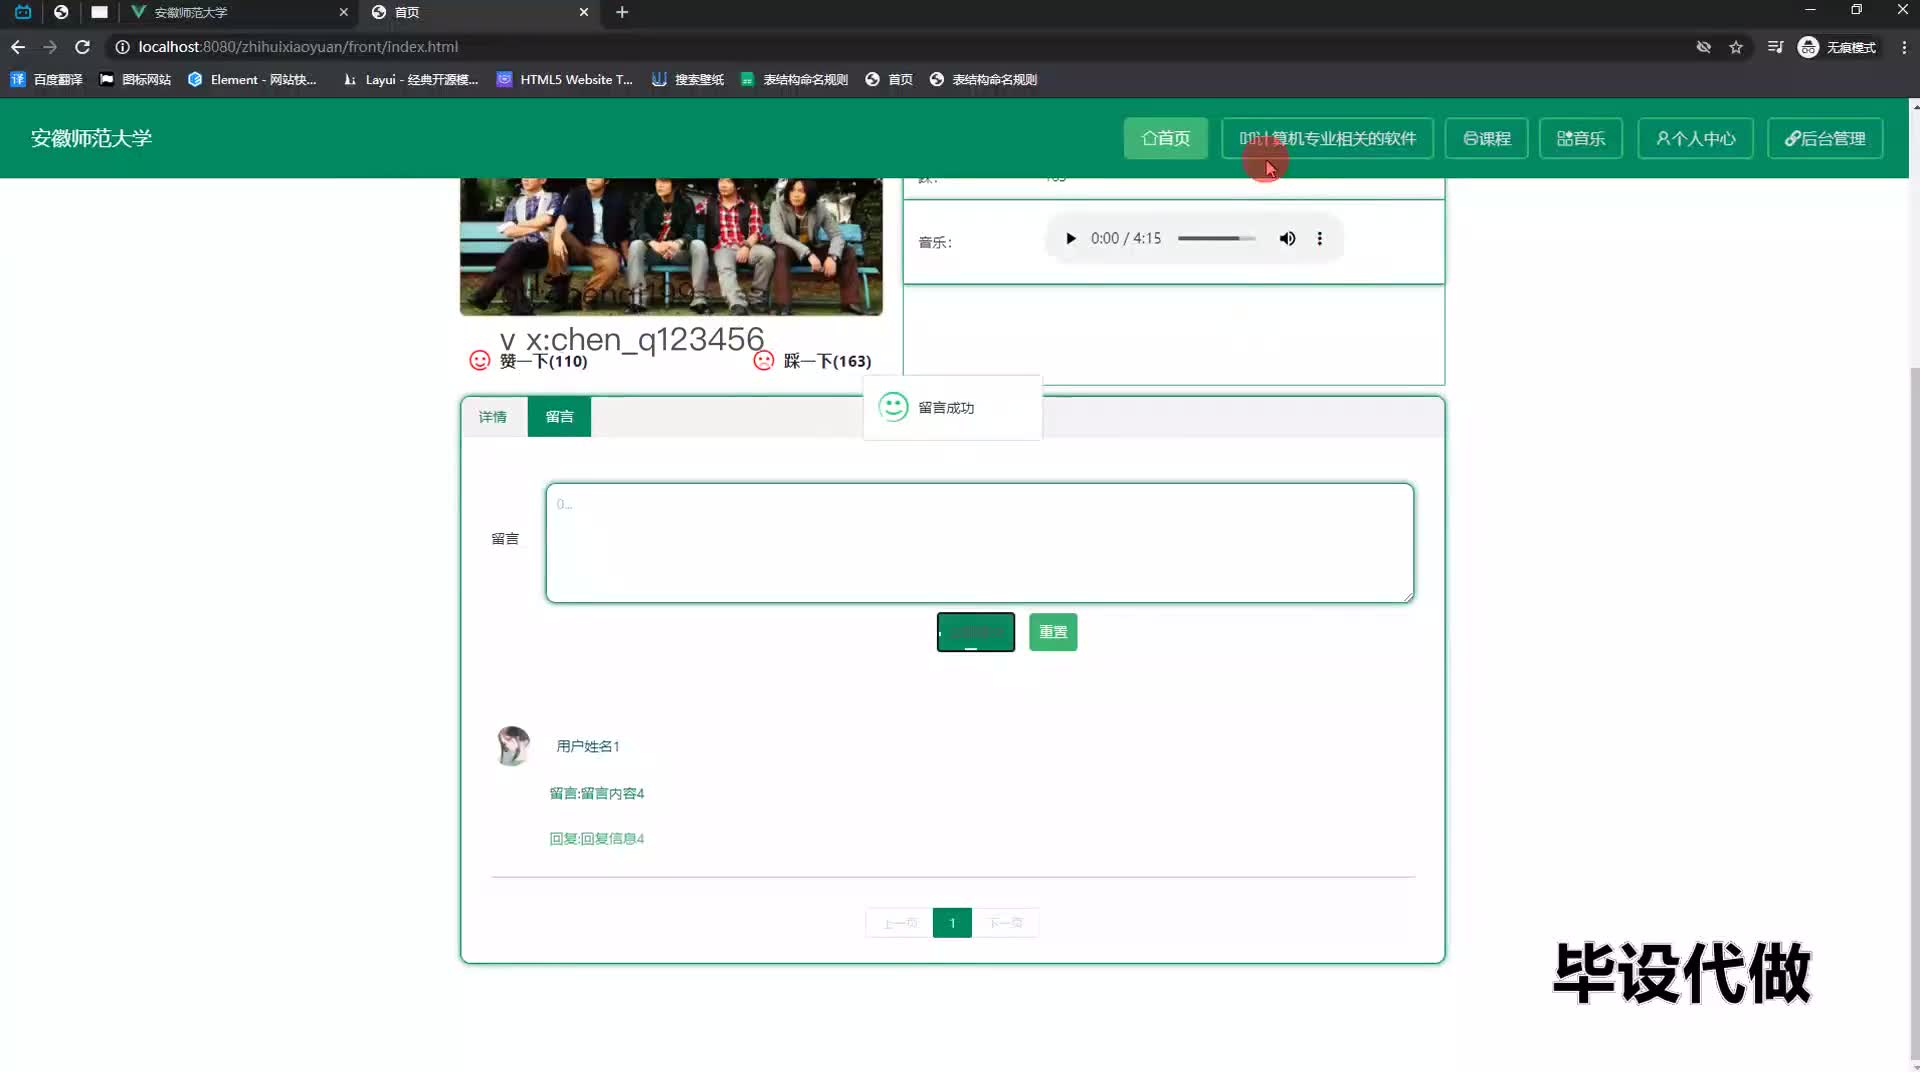 安徽师范大学
首页
localhost:8080/zhihuixiaoyuan/front/index.html
无痕模式
百度翻译
图标网站
Element - 网站快...
Layui - 经典开源模...
HTML5 Website T...
搜索壁纸
表结构命名规则
首页
表结构命名规则
安徽师范大学
首页
计算机专业相关的软件
课程
音乐
个人中心
后台管理
音乐:
0:00 / 4:15
v x:chen_q123456
赞一下(110)
踩一下(163)
详情
留言
留言成功
留言
重置
用户姓名1
留言:留言内容4
回复:回复信息4
上一页
1
下一页
毕设代做